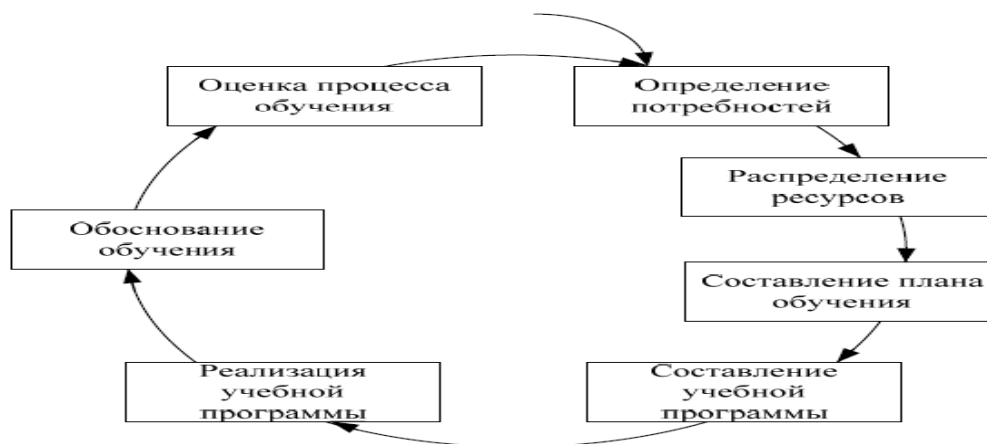 Оценка процесса
обучения
Определение
потребностей
Распределение
ресурсов
Обоснование
обучения
Составление плана
обучения
Реализация
учебной
программы
Составление
учебной
программы